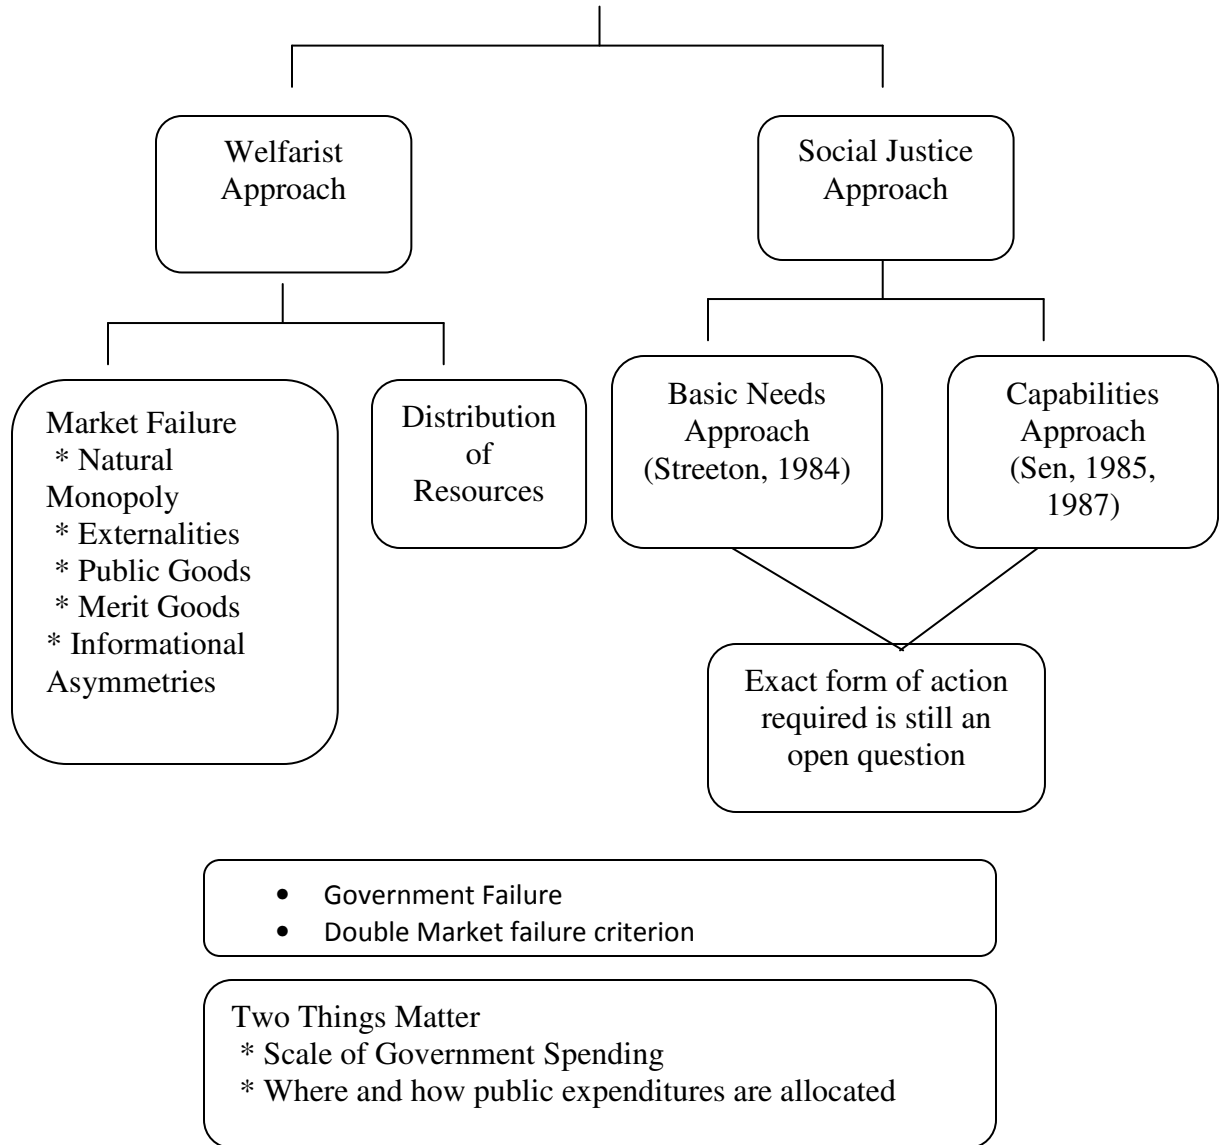 Welfarist
Approach
Social Justice
Approach
Market Failure
* Natural
Monopoly
* Externalities
* Public Goods
* Merit Goods
* Informational
Asymmetries
Distribution
of
Resources
Basic Needs
Approach
(Streeton, 1984)
Capabilities
Approach
(Sen, 1985,
1987)
Exact form of action
required is still an
open question
• Government Failure
• Double Market failure criterion
Two Things Matter
* Scale of Government Spending
* Where and how public expenditures are allocated